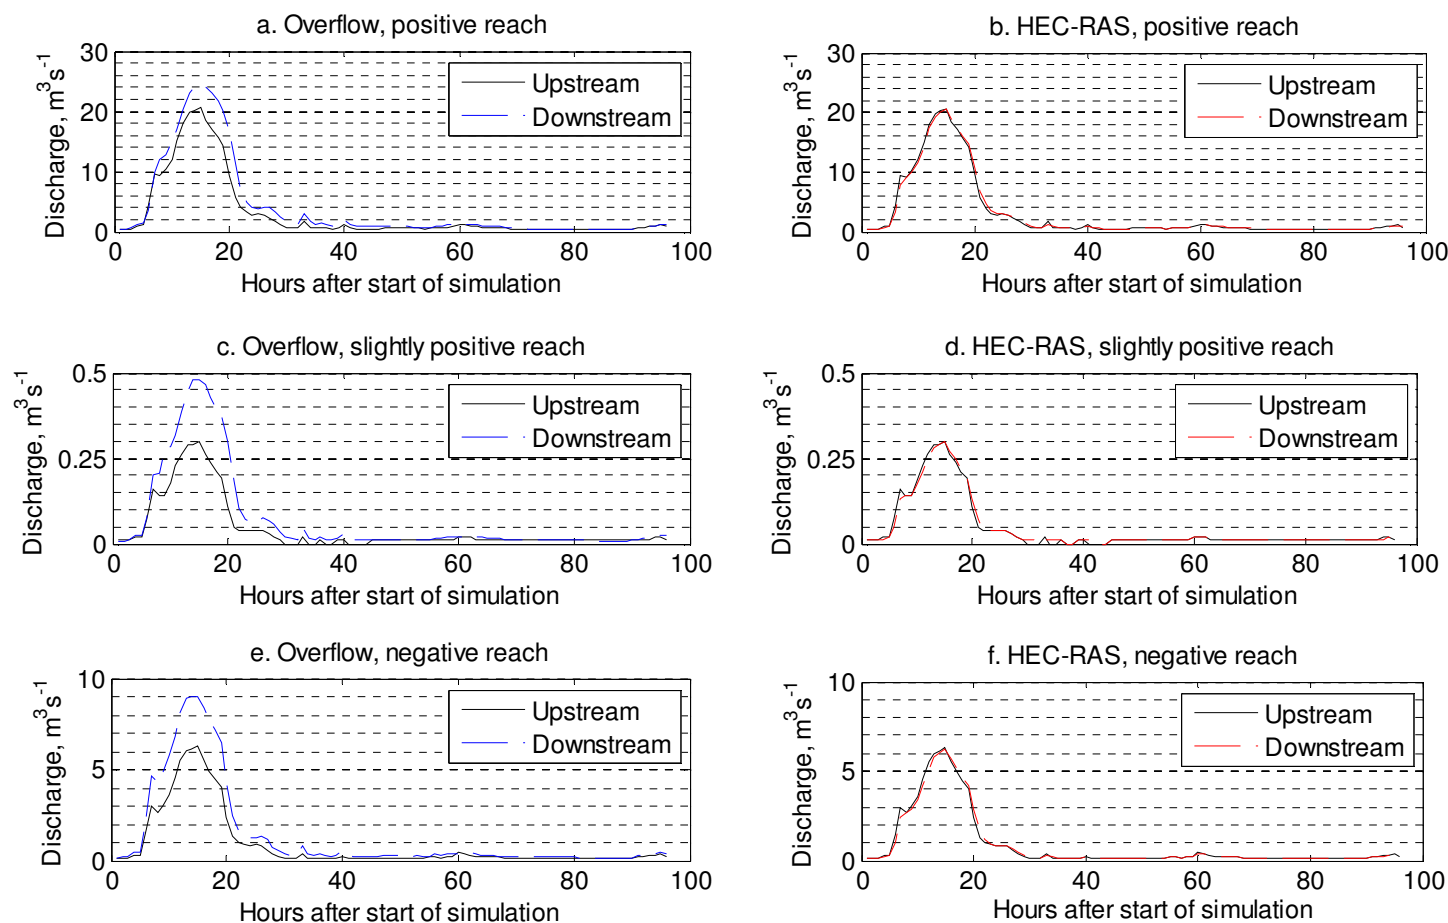 a. Overflow, positive reach
30
20
10
0
Discharge, m³s⁻¹
Upstream
Downstream
0 20 40 60 80 100
Hours after start of simulation
b. HEC-RAS, positive reach
30
20
10
0
Discharge, m³s⁻¹
Upstream
Downstream
0 20 40 60 80 100
Hours after start of simulation
c. Overflow, slightly positive reach
0.5
0.25
0
Discharge, m³s⁻¹
Upstream
Downstream
0 20 40 60 80 100
Hours after start of simulation
d. HEC-RAS, slightly positive reach
0.5
0.25
0
Discharge, m³s⁻¹
Upstream
Downstream
0 20 40 60 80 100
Hours after start of simulation
e. Overflow, negative reach
10
5
0
Discharge, m³s⁻¹
Upstream
Downstream
0 20 40 60 80 100
Hours after start of simulation
f. HEC-RAS, negative reach
10
5
0
Discharge, m³s⁻¹
Upstream
Downstream
0 20 40 60 80 100
Hours after start of simulation